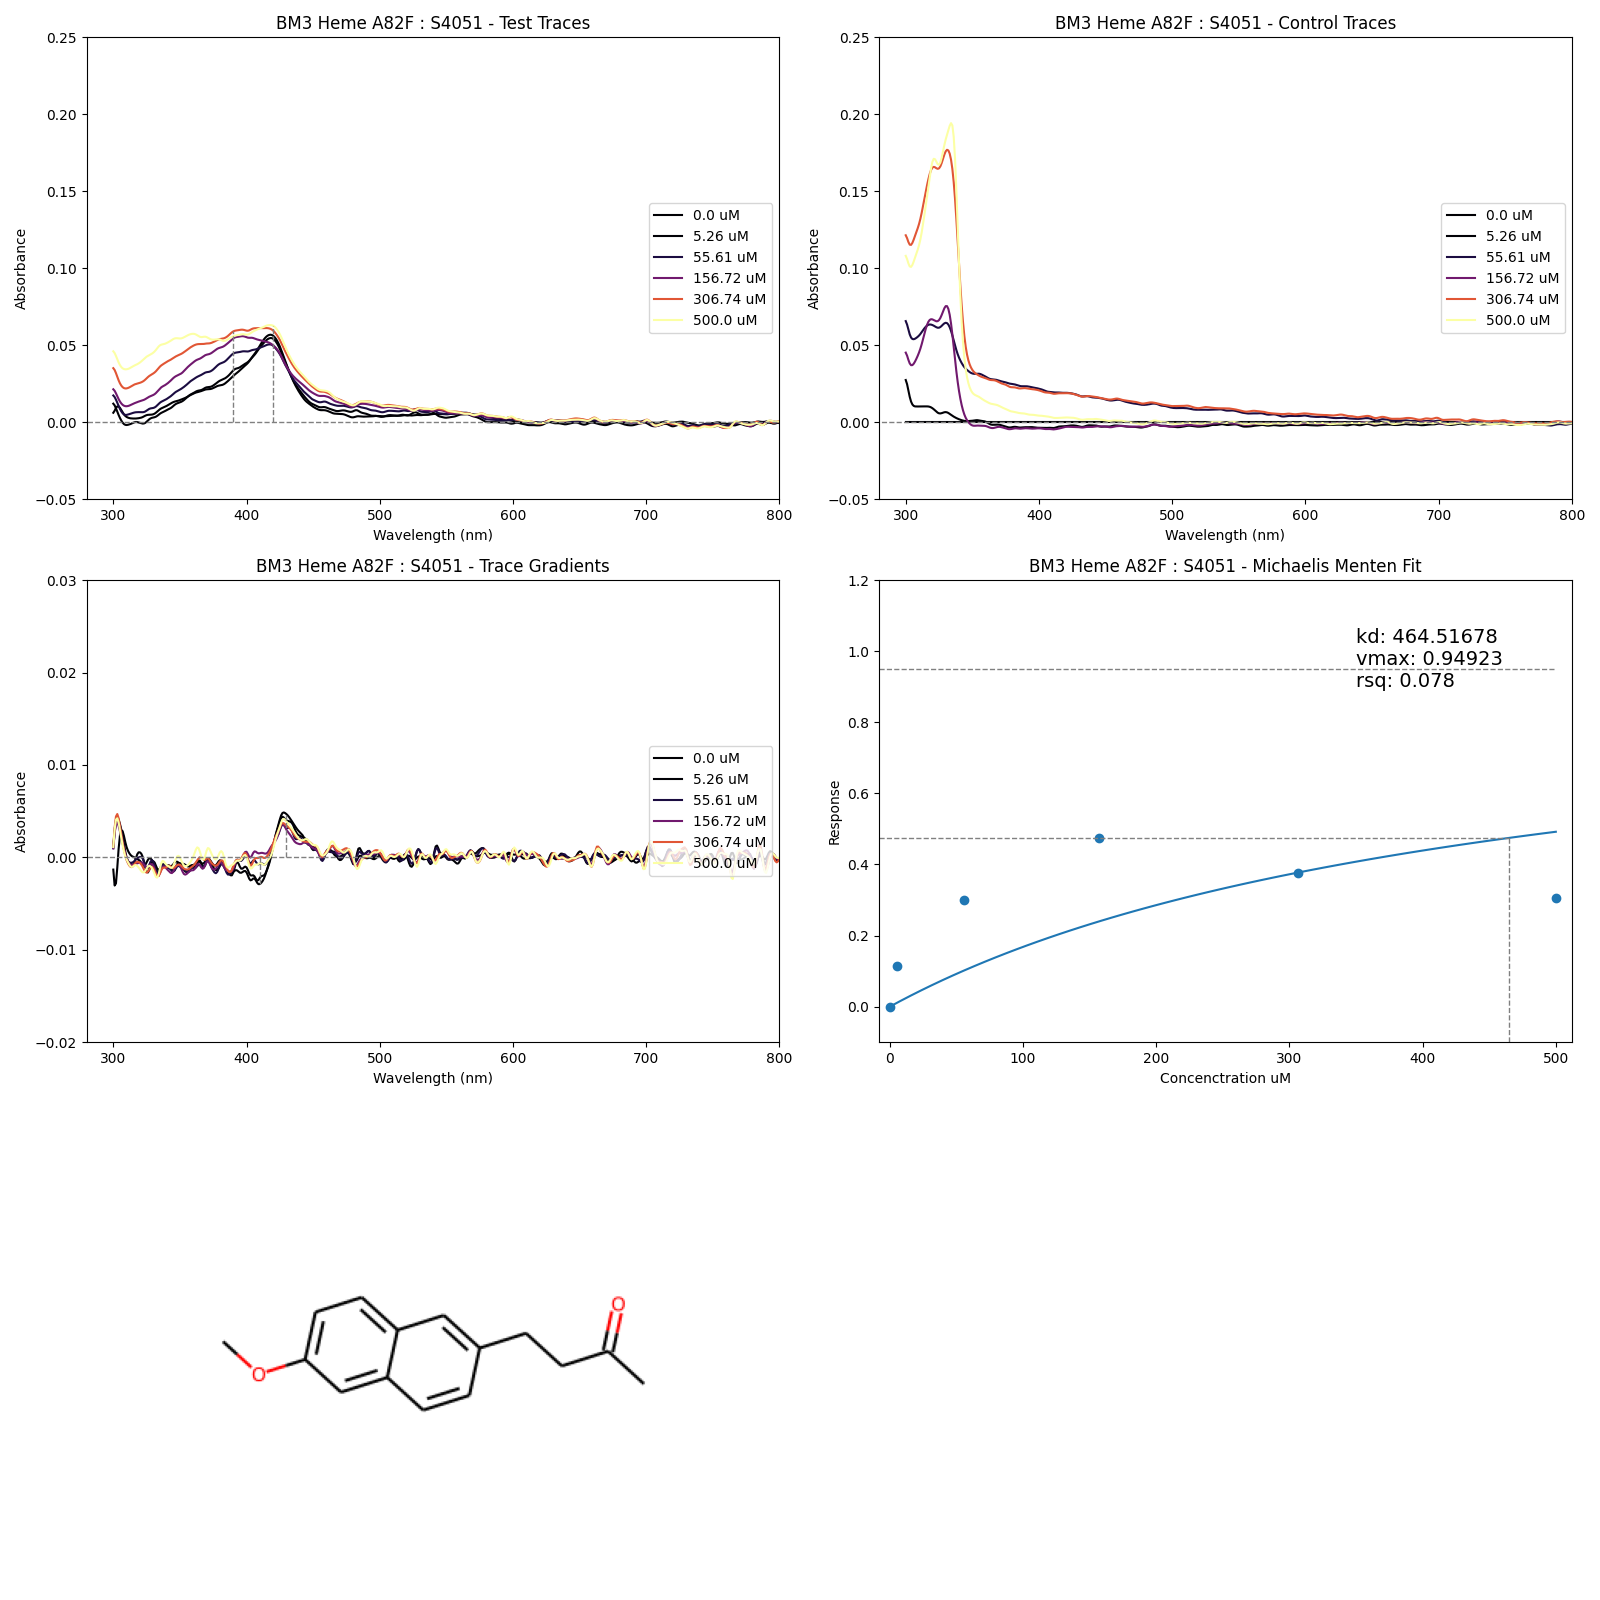 BM3 Heme A82F : S4051 - Test Traces
0.25
0.20
0.15
0.10
0.05
0.00
−0.05
Absorbance
300
400
500
600
700
800
Wavelength (nm)
0.0 uM
5.26 uM
55.61 uM
156.72 uM
306.74 uM
500.0 uM
BM3 Heme A82F : S4051 - Control Traces
0.25
0.20
0.15
0.10
0.05
0.00
−0.05
Absorbance
300
400
500
600
700
800
Wavelength (nm)
0.0 uM
5.26 uM
55.61 uM
156.72 uM
306.74 uM
500.0 uM
BM3 Heme A82F : S4051 - Trace Gradients
0.03
0.02
0.01
0.00
−0.01
−0.02
Absorbance
300
400
500
600
700
800
Wavelength (nm)
0.0 uM
5.26 uM
55.61 uM
156.72 uM
306.74 uM
500.0 uM
BM3 Heme A82F : S4051 - Michaelis Menten Fit
1.2
1.0
0.8
0.6
0.4
0.2
0.0
Response
0
100
200
300
400
500
Concenctration uM
kd: 464.51678
vmax: 0.94923
rsq: 0.078
O
O